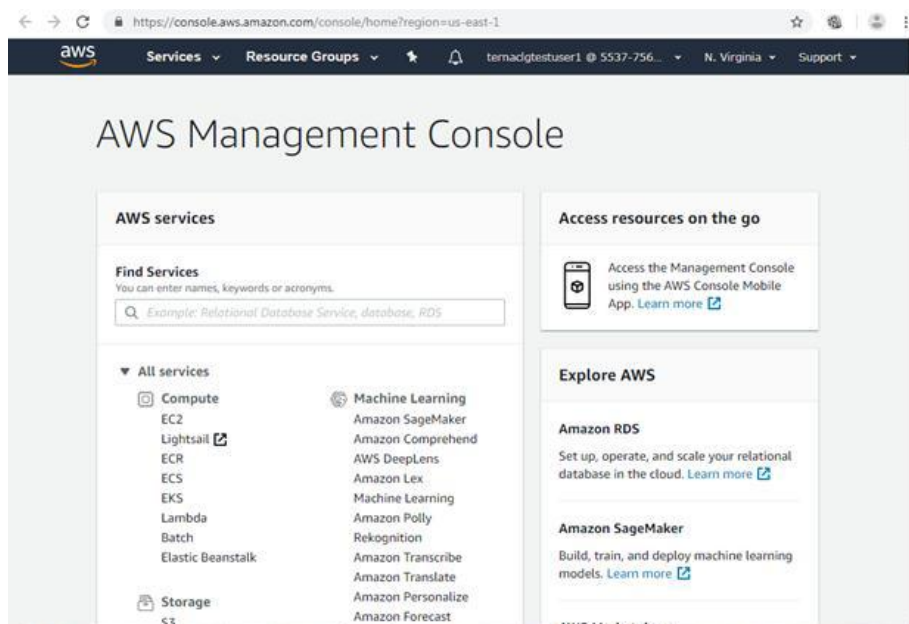 https://console.aws.amazon.com/console/home?region=us-east-1
aws Services Resource Groups ternadgtestuser1 @ 5537-756... N. Virginia Support
AWS Management Console
AWS services
Find Services
You can enter names, keywords or acronyms.
Example: Relational Database Service, database, RDS
All services
Compute
EC2
Lightsail
ECR
ECS
EKS
Lambda
Batch
Elastic Beanstalk
Storage
S3
Machine Learning
Amazon SageMaker
Amazon Comprehend
AWS DeepLens
Amazon Lex
Machine Learning
Amazon Polly
Rekognition
Amazon Transcribe
Amazon Translate
Amazon Personalize
Amazon Forecast
Access resources on the go
Access the Management Console
using the AWS Console Mobile
App. Learn more
Explore AWS
Amazon RDS
Set up, operate, and scale your relational
database in the cloud. Learn more
Amazon SageMaker
Build, train, and deploy machine learning
models. Learn more